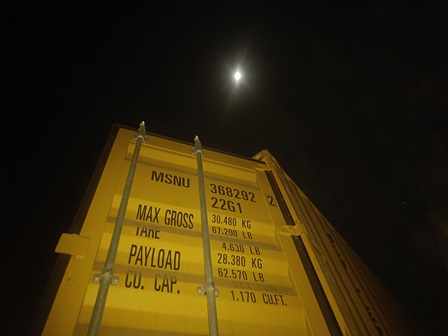 MSNU 368292 2
22G1
MAX GROSS 30.480 KG
67.200 LB
TARE
4.630 LB
PAYLOAD 28.380 KG
62.570 LB
CU. CAP.
1.170 CU.FT.